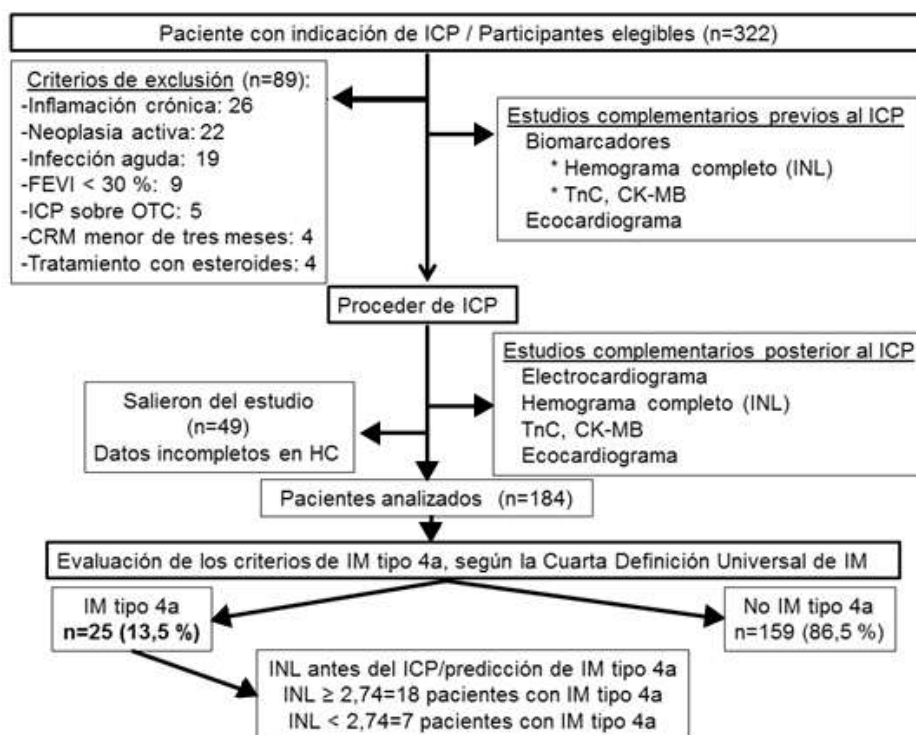 Paciente con indicación de ICP / Participantes elegibles (n=322)
Criterios de exclusión (n=89):
-Inflamación crónica: 26
-Neoplasia activa: 22
-Infección aguda: 19
-FEVI < 30 %: 9
-ICP sobre OTC: 5
-CRM menor de tres meses: 4
-Tratamiento con esteroides: 4
Estudios complementarios previos al ICP
Biomarcadores
* Hemograma completo (INL)
* TnC, CK-MB
Ecocardiograma
Proceder de ICP
Estudios complementarios posterior al ICP
Electrocardiograma
Hemograma completo (INL)
TnC, CK-MB
Ecocardiograma
Salieron del estudio
(n=49)
Datos incompletos en HC
Pacientes analizados (n=184)
Evaluación de los criterios de IM tipo 4a, según la Cuarta Definición Universal de IM
IM tipo 4a
n=25 (13,5 %)
No IM tipo 4a
n=159 (86,5 %)
INL antes del ICP/predicción de IM tipo 4a
INL ≥ 2,74=18 pacientes con IM tipo 4a
INL < 2,74=7 pacientes con IM tipo 4a